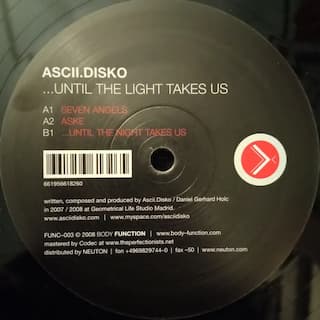 ASCII.DISKO
...UNTIL THE LIGHT TAKES US
A1 SEVEN ANGELS
A2 ASKE
B1 ...UNTIL THE NIGHT TAKES US
661956618260
written, composed and produced by Ascii.Disko / Daniel Gerhard Holc
in 2007 / 2008 at Geometrical Life Studio Madrid.
www.asciidisko.com | www.myspace.com/asciidisko
FUNC-003 © 2008 BODY FUNCTION | www.body-function.com
mastered by Codec at www.theperfectionists.net
distributed by NEUTON | fon +4969829744-0 | fax -50 | www.neuton.com